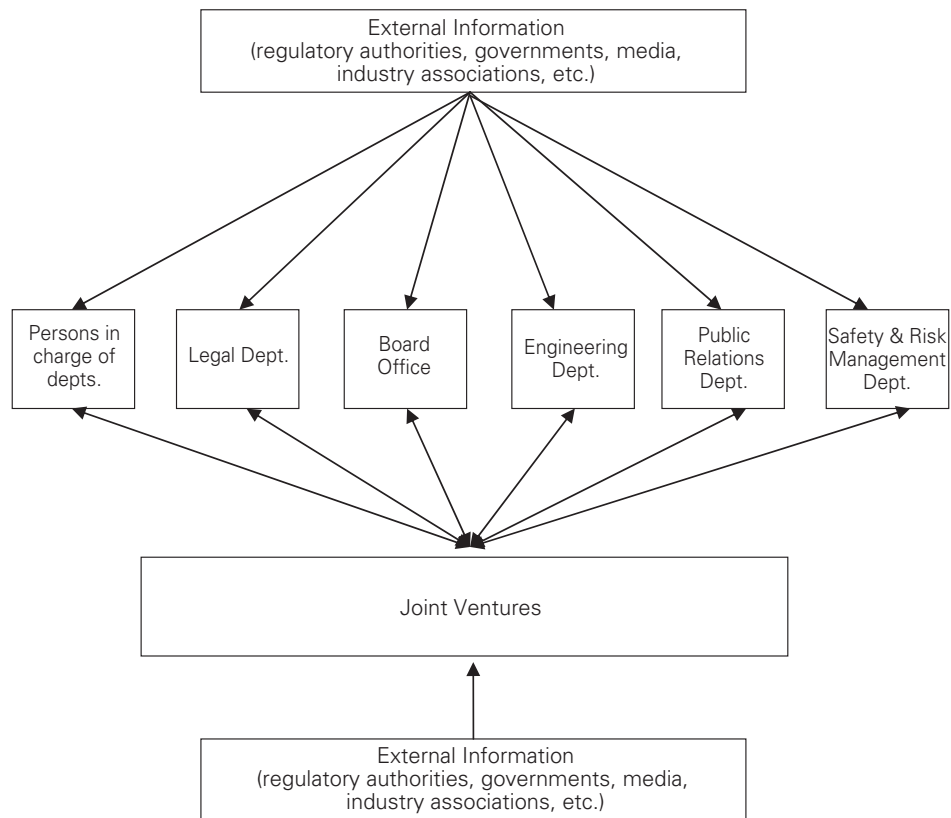 External Information
(regulatory authorities, governments, media,
industry associations, etc.)
Persons in
charge of
depts.
Legal Dept.
Board
Office
Engineering
Dept.
Public
Relations
Dept.
Safety & Risk
Management
Dept.
Joint Ventures
External Information
(regulatory authorities, governments, media,
industry associations, etc.)